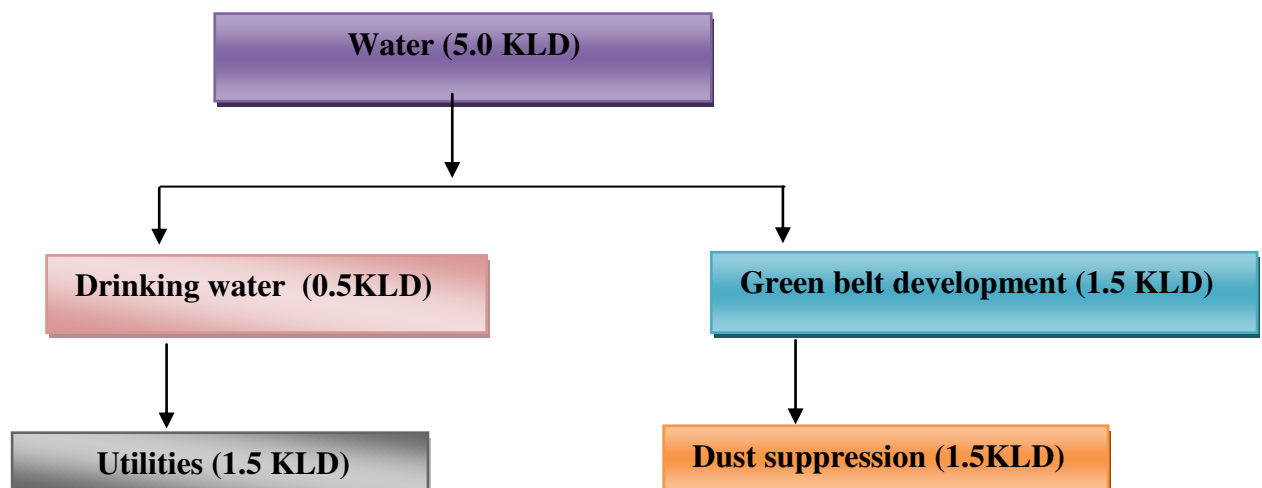 Water (5.0 KLD)
Drinking water (0.5KLD)
Green belt development (1.5 KLD)
Utilities (1.5 KLD)
Dust suppression (1.5KLD)